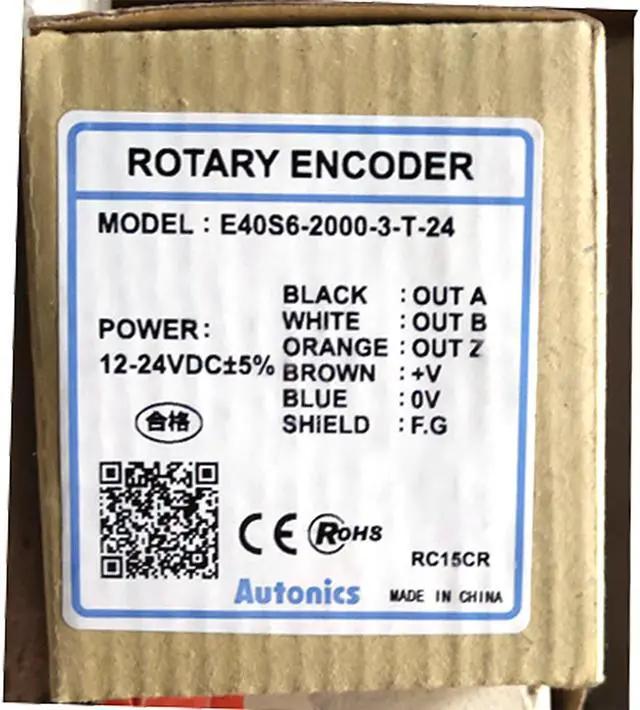 ROTARY ENCODER
MODEL : E40S6-2000-3-T-24
POWER :
12-24VDC±5%
BLACK : OUT A
WHITE : OUT B
ORANGE : OUT Z
BROWN : +V
BLUE : 0V
SHiELD : F.G
合格
CE RoHS
RC15CR
Autonics
MADE IN CHINA